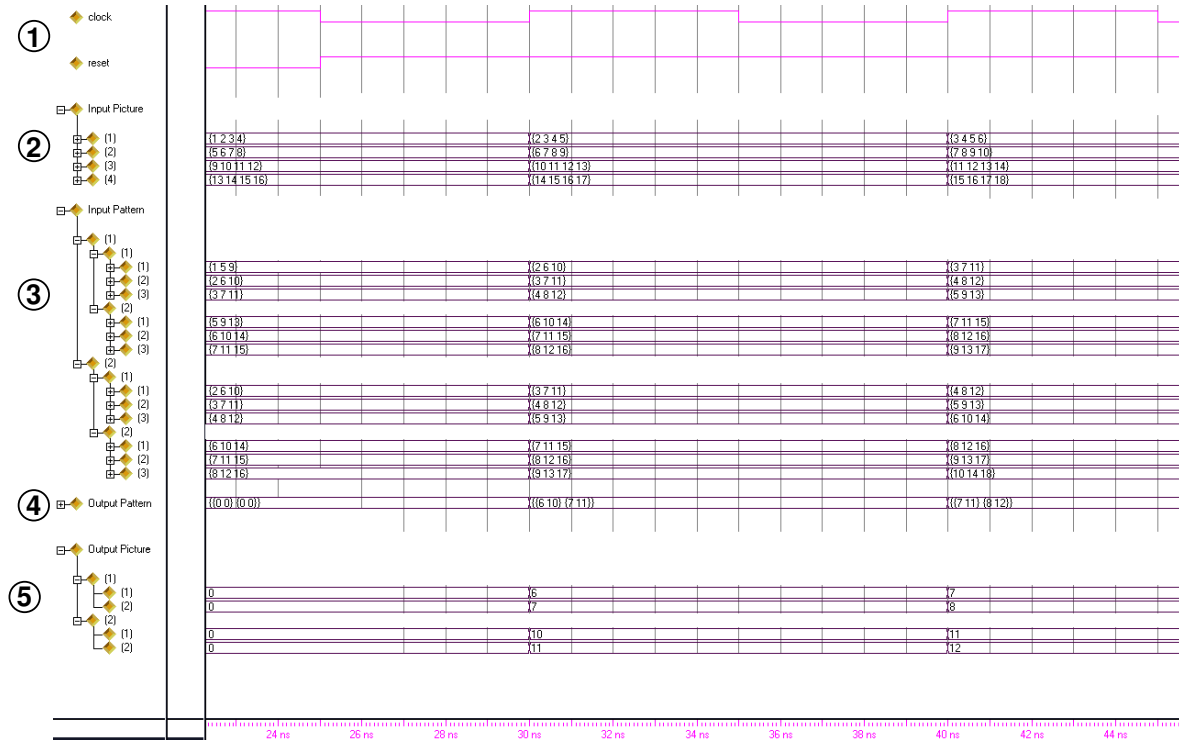 clock
① 
reset
Input Picture
② (1) {1 2 3 4} {2 3 4 5} {3 4 5 6}
(2) {5 6 7 8} {6 7 8 9} {7 8 9 10}
(3) {9 10 11 12} {10 11 12 13} {11 12 13 14}
(4) {13 14 15 16} {14 15 16 17} {15 16 17 18}
Input Pattern
(1)
(1)
③ (1) {1 5 9} {2 6 10} {3 7 11}
(2) {2 6 10} {3 7 11} {4 8 12}
(3) {3 7 11} {4 8 12} {5 9 13}
(2)
(1) {5 9 13} {6 10 14} {7 11 15}
(2) {6 10 14} {7 11 15} {8 12 16}
(3) {7 11 15} {8 12 16} {9 13 17}
(2)
(1)
(1) {2 6 10} {3 7 11} {4 8 12}
(2) {3 7 11} {4 8 12} {5 9 13}
(3) {4 8 12} {5 9 13} {6 10 14}
(2)
(1) {6 10 14} {7 11 15} {8 12 16}
(2) {7 11 15} {8 12 16} {9 13 17}
(3) {8 12 16} {9 13 17} {10 14 18}
④ Output Pattern {{0 0} {0 0}} {{6 10} {7 11}} {{7 11} {8 12}}
Output Picture
(1)
⑤ (1) 0 6 7
(2) 0 7 8
(2)
(1) 0 10 11
(2) 0 11 12
24 ns 26 ns 28 ns 30 ns 32 ns 34 ns 36 ns 38 ns 40 ns 42 ns 44 ns